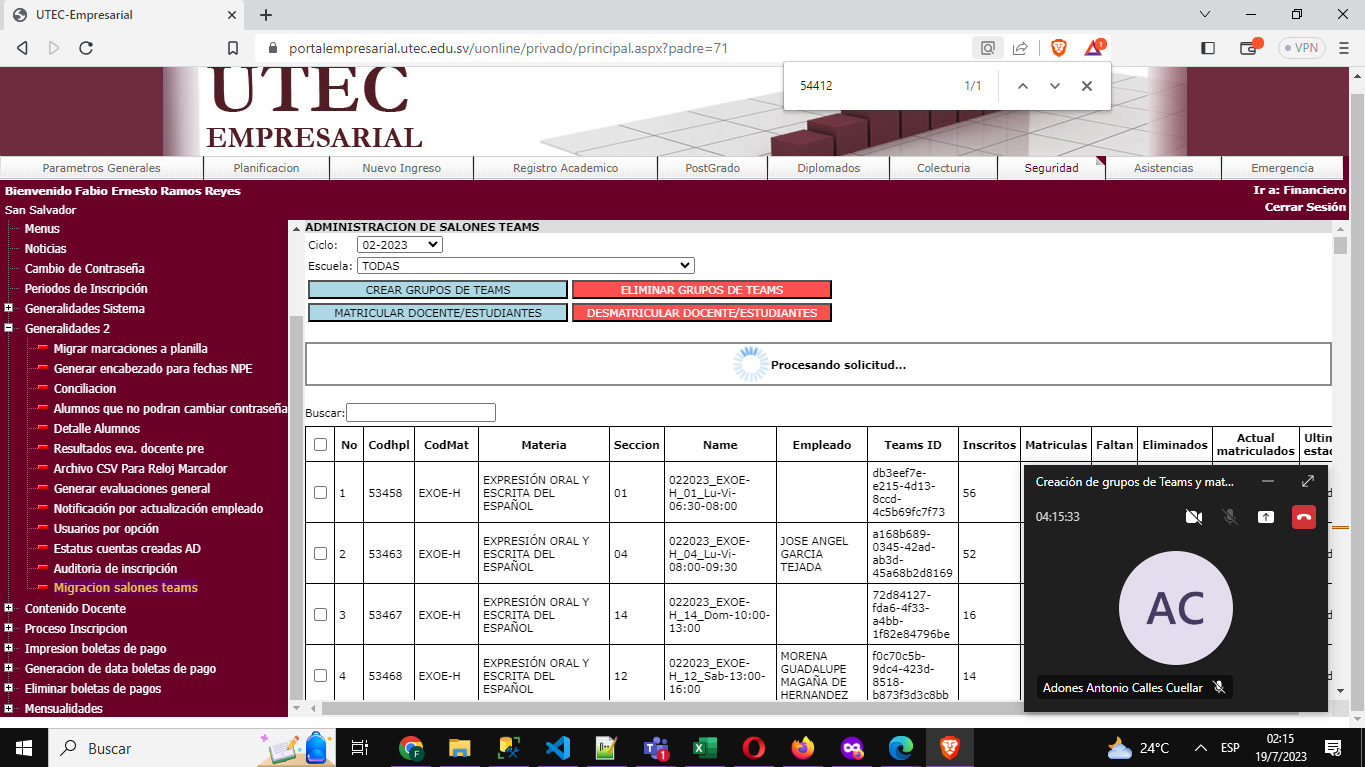 UTEC-Empresarial
portalempresarial.utec.edu.sv/uonline/privado/principal.aspx?padre=71
1
VPN
54412 1/1
UTEC
EMPRESARIAL
Parametros Generales Planificacion Nuevo Ingreso Registro Academico PostGrado Diplomados Colecturia Seguridad Asistencias Emergencia
Bienvenido Fabio Ernesto Ramos Reyes
Ir a: Financiero
San Salvador
Cerrar Sesión
Menus
Noticias
Cambio de Contraseña
Periodos de Inscripción
Generalidades Sistema
Generalidades 2
Migrar marcaciones a planilla
Generar encabezado para fechas NPE
Conciliacion
Alumnos que no podran cambiar contraseña
Detalle Alumnos
Resultados eva. docente pre
Archivo CSV Para Reloj Marcador
Generar evaluaciones general
Notificación por actualización empleado
Usuarios por opción
Estatus cuentas creadas AD
Auditoria de inscripción
Migracion salones teams
Contenido Docente
Proceso Inscripcion
Impresion boletas de pago
Generacion de data boletas de pago
Eliminar boletas de pagos
Mensualidades
ADMINISTRACION DE SALONES TEAMS
Ciclo: 02-2023
Escuela: TODAS
CREAR GRUPOS DE TEAMS ELIMINAR GRUPOS DE TEAMS
MATRICULAR DOCENTE/ESTUDIANTES DESMATRICULAR DOCENTE/ESTUDIANTES
Procesando solicitud...
Buscar:
No Codhpl CodMat Materia Seccion Name Empleado Teams ID Inscritos Matriculas Faltan Eliminados Actual matriculados
1 53458 EXOE-H EXPRESIÓN ORAL Y ESCRITA DEL ESPAÑOL 01 022023_EXOE-H_01_Lu-Vi-06:30-08:00 db3eef7e-e215-4d13-8ccd-4c5b69fc7f73 56
2 53463 EXOE-H EXPRESIÓN ORAL Y ESCRITA DEL ESPAÑOL 04 022023_EXOE-H_04_Lu-Vi-08:00-09:30 JOSE ANGEL GARCIA TEJADA a168b689-0345-42ad-ab3d-45a68b2d8169 52
3 53467 EXOE-H EXPRESIÓN ORAL Y ESCRITA DEL ESPAÑOL 14 022023_EXOE-H_14_Dom-10:00-13:00 72d84127-fda6-4f33-a4bb-1f82e84796be 16
4 53468 EXOE-H EXPRESIÓN ORAL Y ESCRITA DEL ESPAÑOL 12 022023_EXOE-H_12_Sab-13:00-16:00 MORENA GUADALUPE MAGAÑA DE HERNANDEZ f0c70c5b-9dc4-423d-8518-b873f3d3c8bb 14
Creación de grupos de Teams y mat...
04:15:33
AC
Adones Antonio Calles Cuellar
Buscar
24°C
ESP
02:15
19/7/2023